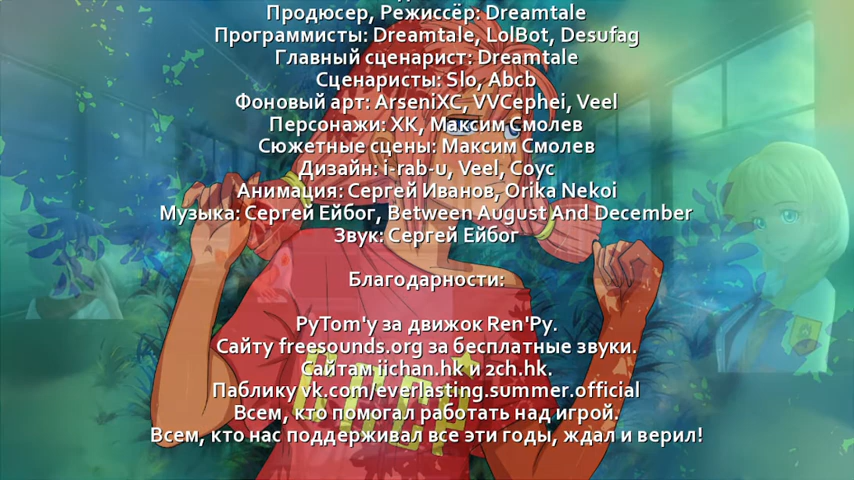 Продюсер, Режиссёр: Dreamtale
Программисты: Dreamtale, LolBot, Desufag
Главный сценарист: Dreamtale
Сценаристы: Slo, Abcb
Фоновый арт: ArseniXC, VVCephei, Veel
Персонажи: ХК, Максим Смолев
Сюжетные сцены: Максим Смолев
Дизайн: i-rab-u, Veel, Соус
Анимация: Сергей Иванов, Orika Nekoi
Музыка: Сергей Ейбог, Between August And December
Звук: Сергей Ейбог
Благодарности:
PyTom'у за движок Ren'Py.
Сайту freesounds.org за бесплатные звуки.
Сайтам iichan.hk и 2ch.hk.
Паблику vk.com/everlasting.summer.official
Всем, кто помогал работать над игрой.
Всем, кто нас поддерживал все эти годы, ждал и верил!